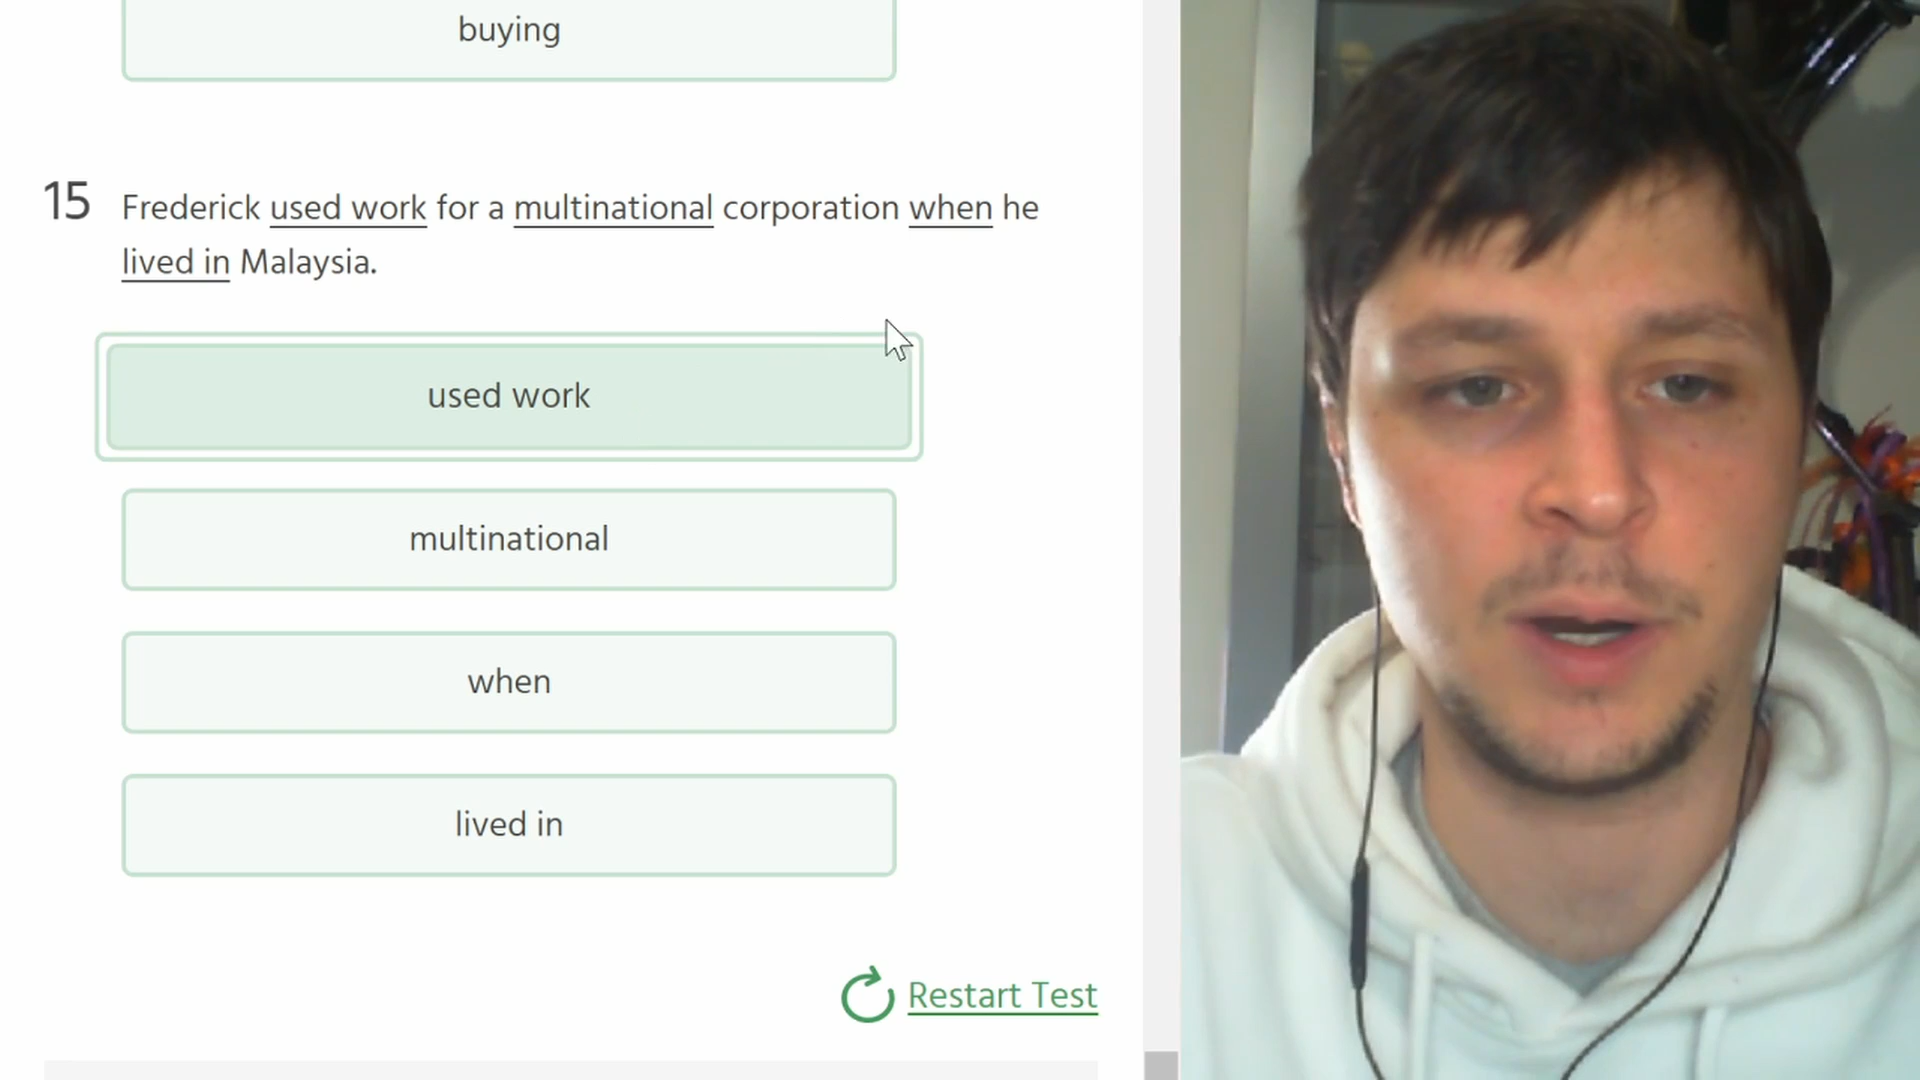 buying
15 Frederick used work for a multinational corporation when he
lived in Malaysia.
used work
multinational
when
lived in
Restart Test